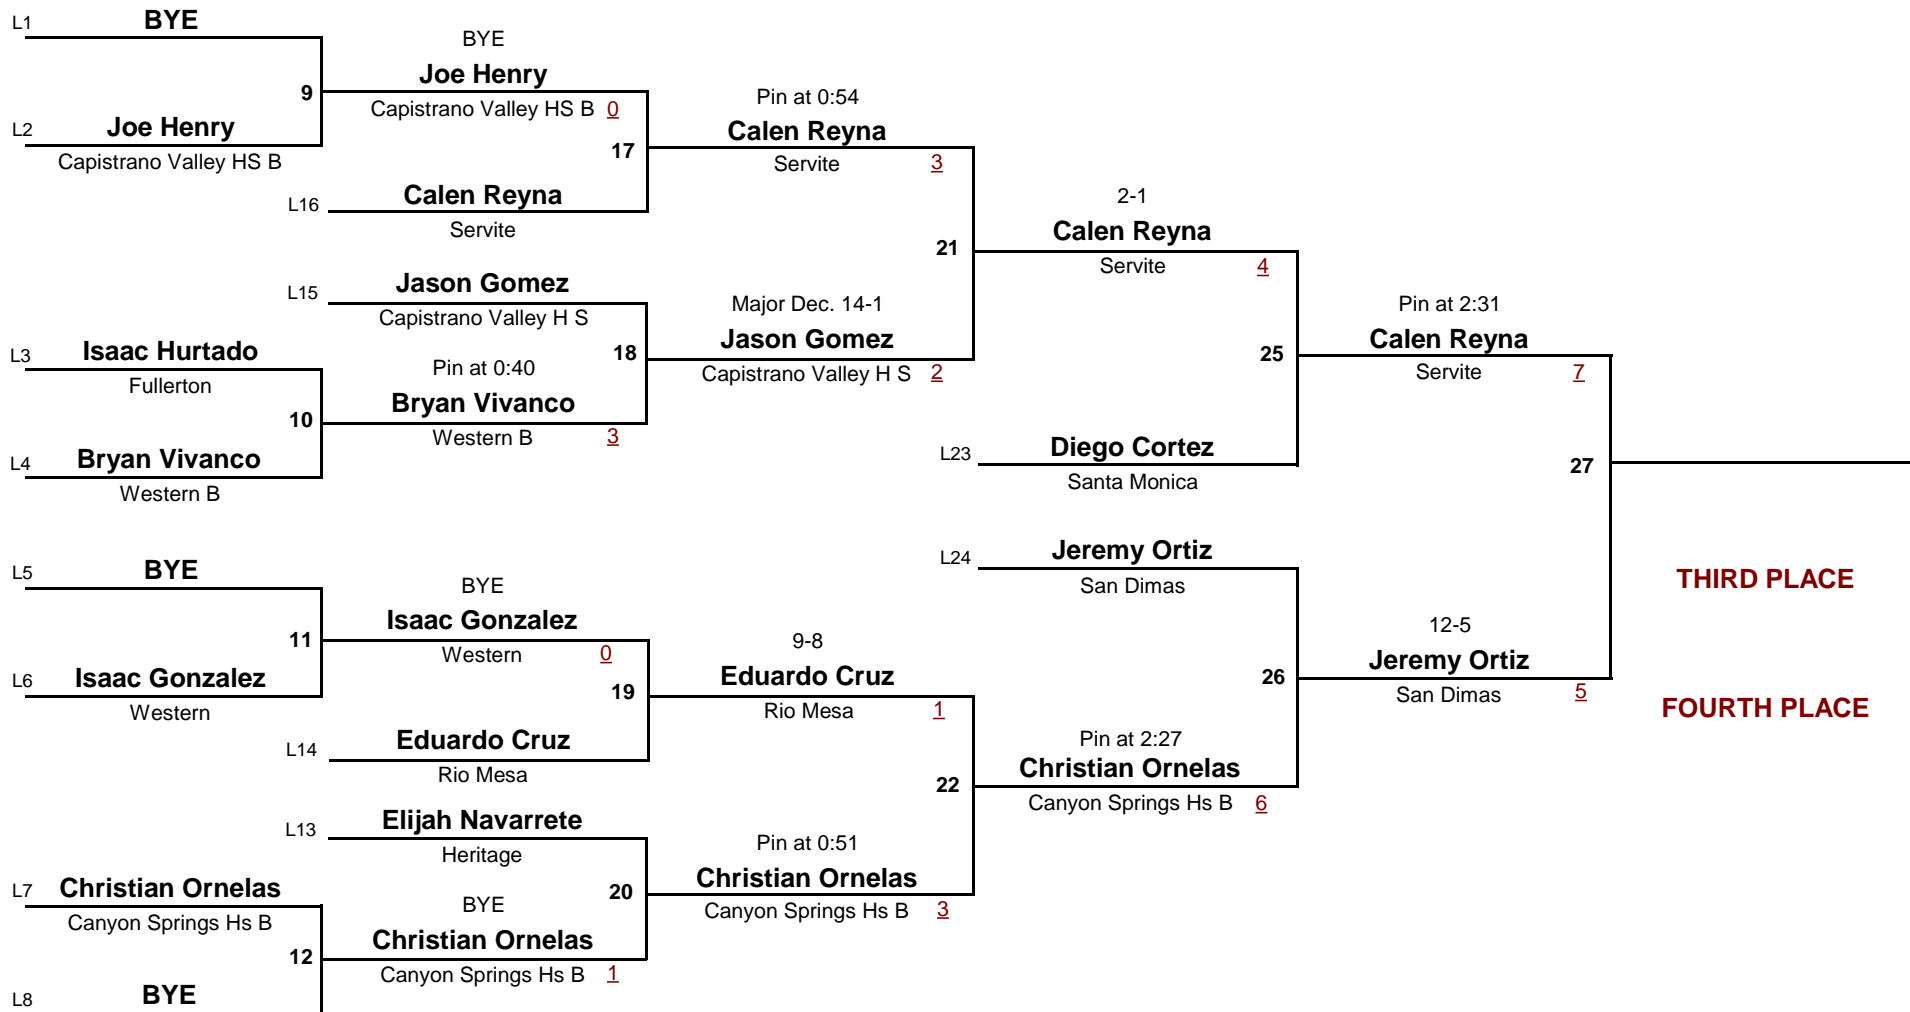 L1 BYE
BYE
Joe Henry
9
Capistrano Valley HS B 0
Pin at 0:54
L2 Joe Henry
Capistrano Valley HS B
Calen Reyna
17
Servite 3
L16 Calen Reyna
Servite
2-1
Calen Reyna
21
Servite 4
L15 Jason Gomez
Capistrano Valley H S
Major Dec. 14-1
Pin at 2:31
L3 Isaac Hurtado
Fullerton
18
Jason Gomez
Capistrano Valley H S 2
25
Calen Reyna
Servite 7
Pin at 0:40
Bryan Vivanco
10
Western B 3
L4 Bryan Vivanco
Western B
L23 Diego Cortez
Santa Monica
27
L24 Jeremy Ortiz
San Dimas
L5 BYE
BYE
THIRD PLACE
Isaac Gonzalez
11
Western 0
9-8
12-5
L6 Isaac Gonzalez
Western
19
Eduardo Cruz
Rio Mesa 1
26
Jeremy Ortiz
San Dimas 5
FOURTH PLACE
L14 Eduardo Cruz
Rio Mesa
Pin at 2:27
Christian Ornelas
22
Canyon Springs Hs B 6
L13 Elijah Navarrete
Heritage
Pin at 0:51
L7 Christian Ornelas
Canyon Springs Hs B
20
Christian Ornelas
Canyon Springs Hs B 3
BYE
Christian Ornelas
12
Canyon Springs Hs B 1
L8 BYE